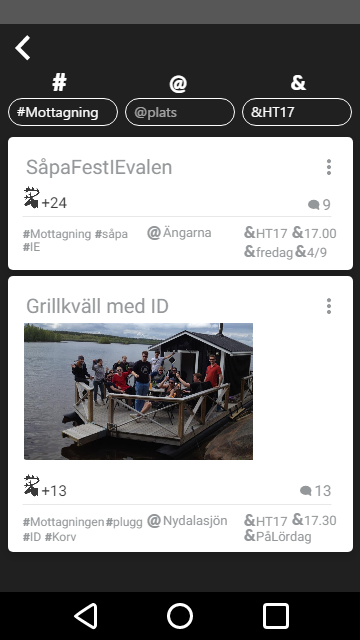 # @ &
#Mottagning @plats &HT17
SåpaFestIEvalen
+24 9
#Mottagning #såpa @Ängarna &HT17 &17.00
#IE &fredag &4/9
Grillkväll med ID
+13 13
#Mottagningen #plugg @Nydalasjön &HT17 &17.30
#ID #Korv &PåLördag